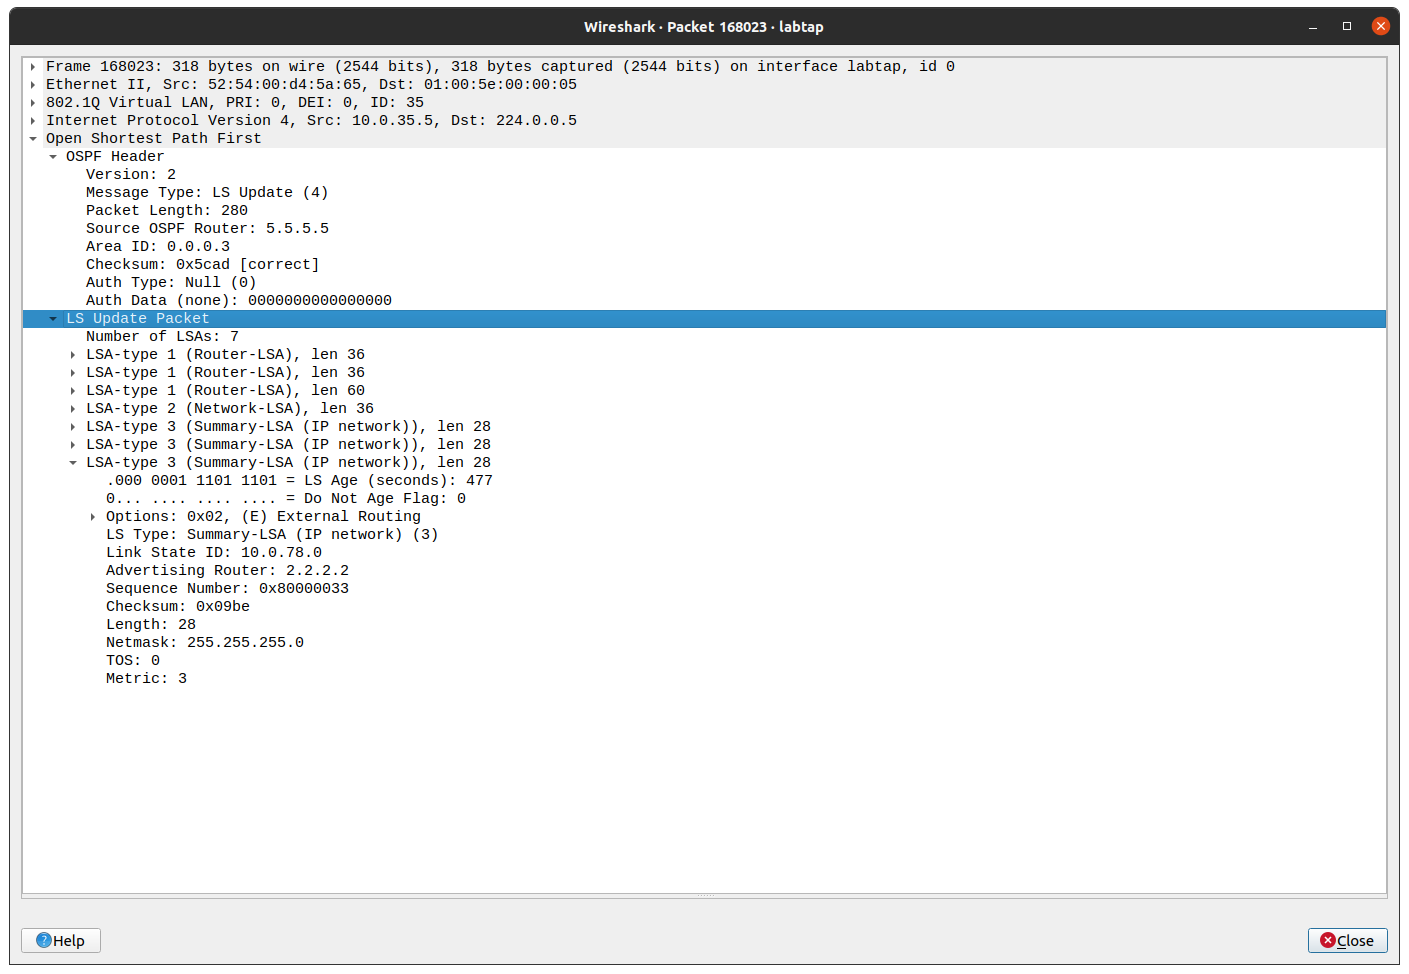 Wireshark · Packet 168023 · labtap
Frame 168023: 318 bytes on wire (2544 bits), 318 bytes captured (2544 bits) on interface labtap, id 0
Ethernet II, Src: 52:54:00:d4:5a:65, Dst: 01:00:5e:00:00:05
802.1Q Virtual LAN, PRI: 0, DEI: 0, ID: 35
Internet Protocol Version 4, Src: 10.0.35.5, Dst: 224.0.0.5
Open Shortest Path First
OSPF Header
Version: 2
Message Type: LS Update (4)
Packet Length: 280
Source OSPF Router: 5.5.5.5
Area ID: 0.0.0.3
Checksum: 0x5cad [correct]
Auth Type: Null (0)
Auth Data (none): 0000000000000000
LS Update Packet
Number of LSAs: 7
LSA-type 1 (Router-LSA), len 36
LSA-type 1 (Router-LSA), len 36
LSA-type 1 (Router-LSA), len 60
LSA-type 2 (Network-LSA), len 36
LSA-type 3 (Summary-LSA (IP network)), len 28
LSA-type 3 (Summary-LSA (IP network)), len 28
LSA-type 3 (Summary-LSA (IP network)), len 28
.000 0001 1101 1101 = LS Age (seconds): 477
0... .... .... .... = Do Not Age Flag: 0
Options: 0x02, (E) External Routing
LS Type: Summary-LSA (IP network) (3)
Link State ID: 10.0.78.0
Advertising Router: 2.2.2.2
Sequence Number: 0x80000033
Checksum: 0x09be
Length: 28
Netmask: 255.255.255.0
TOS: 0
Metric: 3
Help
Close